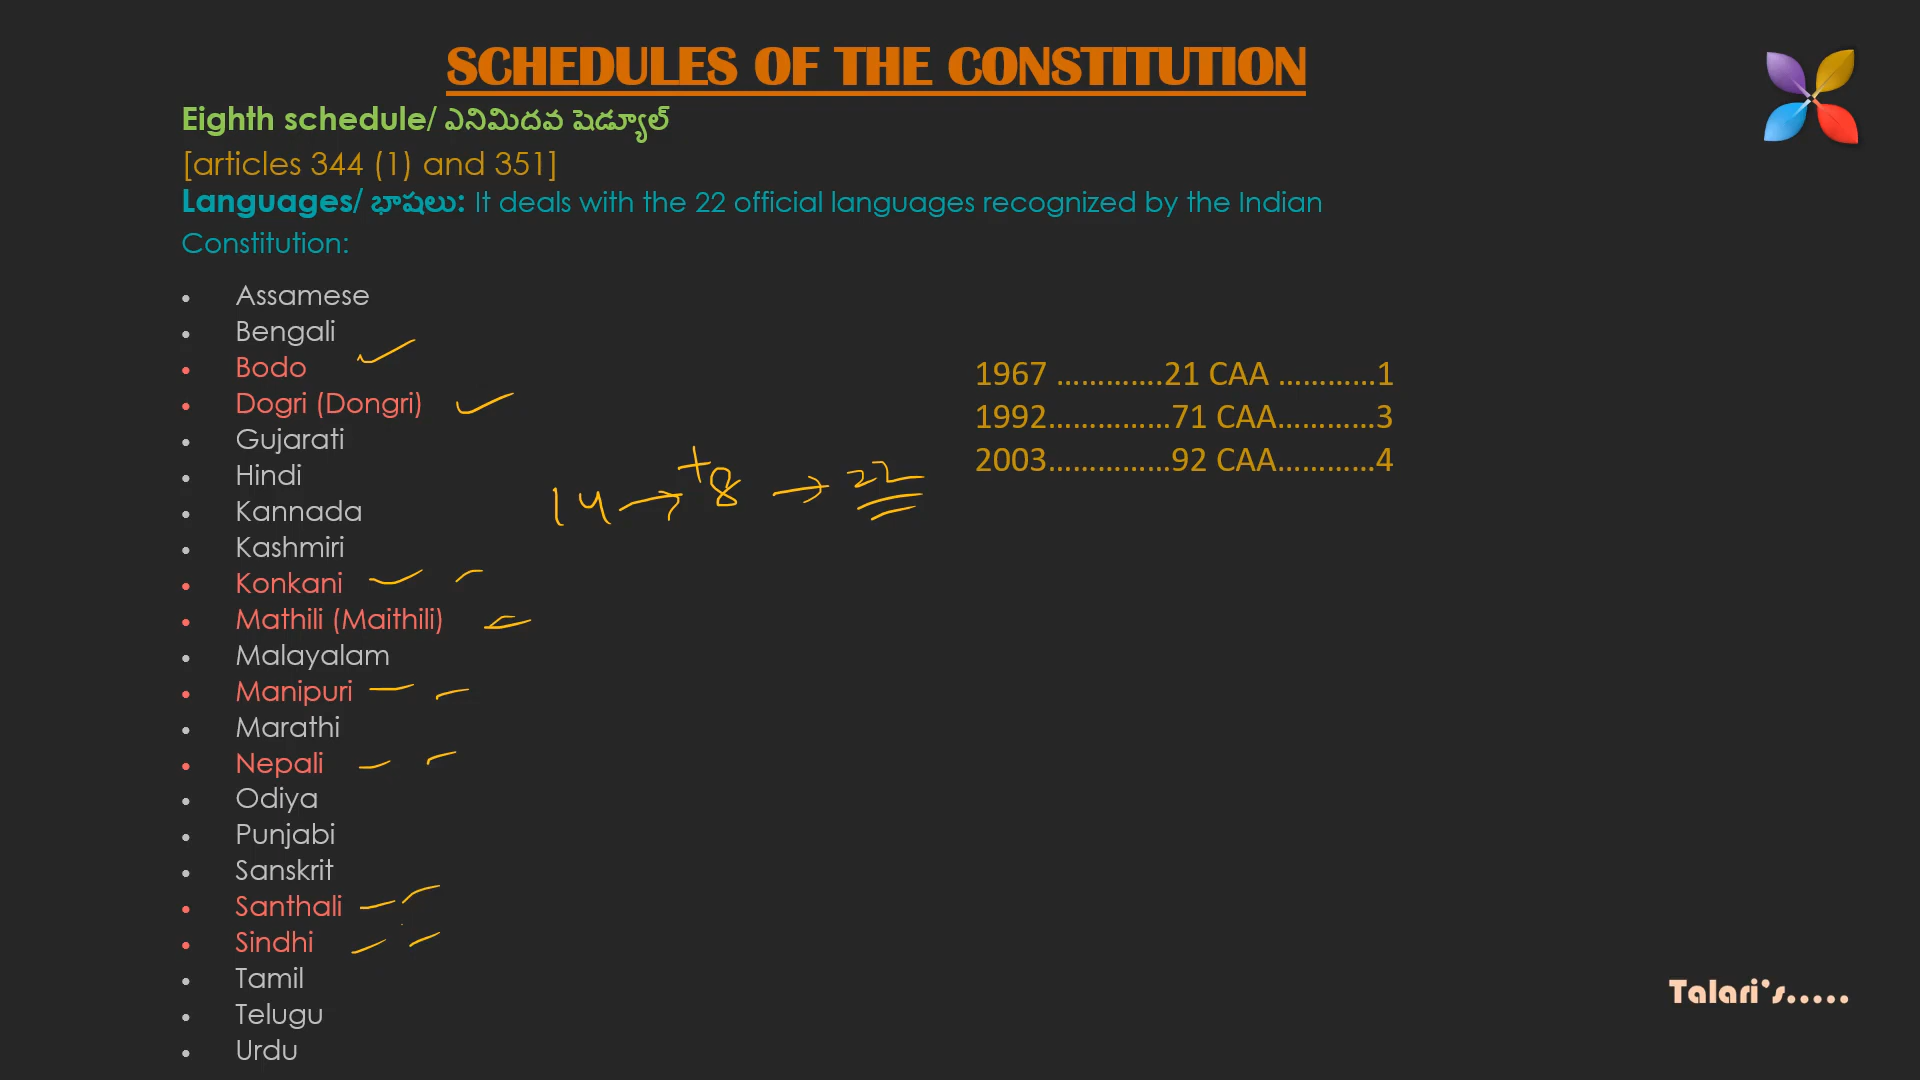 SCHEDULES OF THE CONSTITUTION
Eighth schedule/ ఎనిమిదవ షెడ్యూల్
[articles 344 (1) and 351]
Languages/ భాషలు: It deals with the 22 official languages recognized by the Indian
Constitution:
• Assamese
• Bengali
• Bodo
• Dogri (Dongri)
• Gujarati
• Hindi
• Kannada
• Kashmiri
• Konkani
• Mathili (Maithili)
• Malayalam
• Manipuri
• Marathi
• Nepali
• Odiya
• Punjabi
• Sanskrit
• Santhali
• Sindhi
• Tamil
• Telugu
• Urdu
14 → +8 → 22
1967 .............21 CAA ............1
1992...............71 CAA............3
2003...............92 CAA............4
Talari's.....